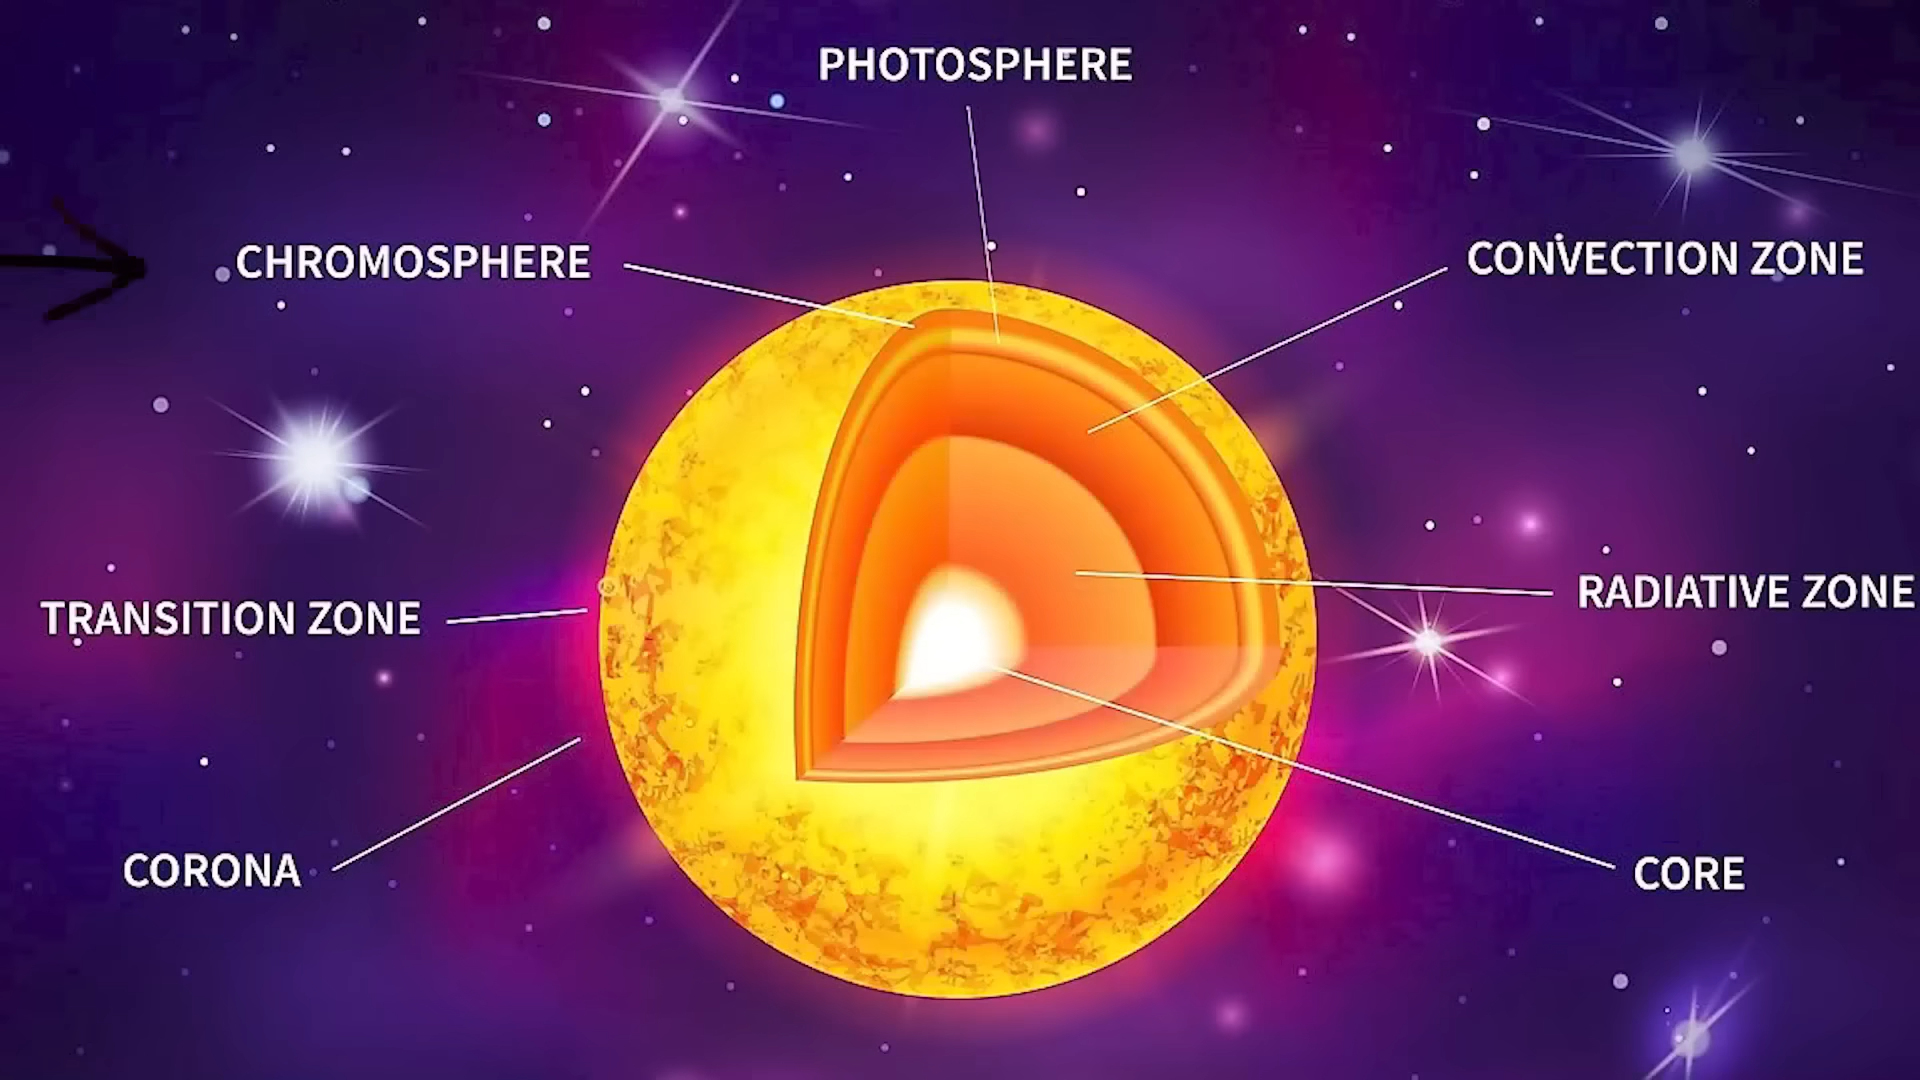 PHOTOSPHERE
CHROMOSPHERE
CONVECTION ZONE
TRANSITION ZONE
RADIATIVE ZONE
CORONA
CORE